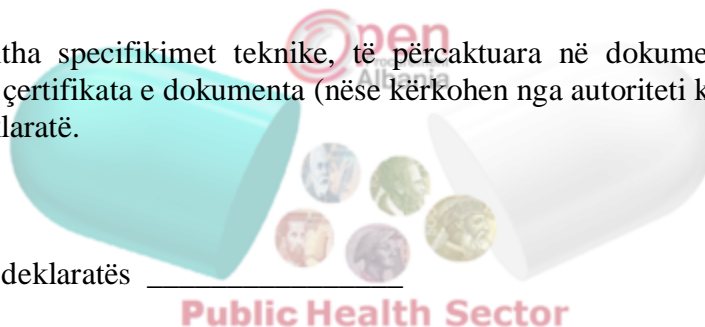 pen
tha specifikimet teknike, të përcaktuara në dokume
Albania
çertifikata e dokumenta (nëse kërkohen nga autoriteti k
laratë.
deklaratës ________________
Public Health Sector